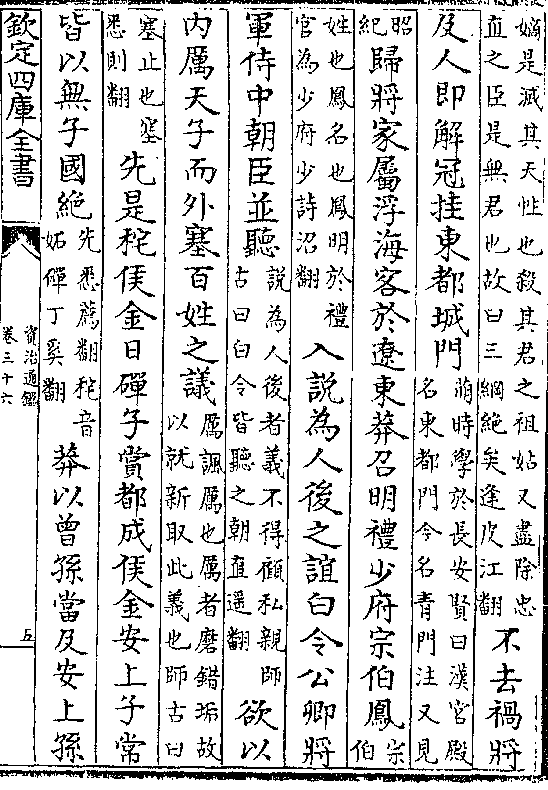 嫡是滅其天性也殺其君之祖姑又盡除忠
直之臣是無君也故曰三綱絶矣逢皮江翻
不去禍將
及人即解冠挂東都城門
萌時學於長安賢曰漢宫殿
名東都門今名青門注又見
昭
紀
歸將家屬浮海客於遼東莽召明禮少府宗伯鳳
宗
伯
姓也鳳名也鳳明於禮
官為少府少詩沼翻
入說為人後之誼白令公卿將
軍侍中朝臣並聽
說為人後者義不得顧私親師
古曰白令皆聽之朝直遥翻
欲以
内厲天子而外塞百姓之議
厲諷厲也厲者磨錯垢故
以就新取此義也師古曰
塞止也塞
悉則翻
先是秺侯金日磾子賞都成侯金安上子常
皆以無子國絶
先悉薦翻秺音
妬磾丁奚翻
莽以曾孫當及安上孫
欽定四庫全書
資治通鑑
卷三十六
五